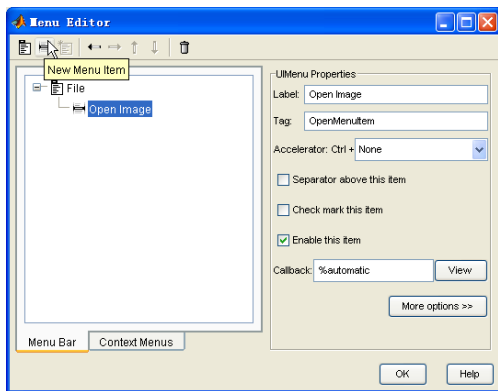 Menu Editor
New Menu Item
File
Open Image
Menu Bar
Context Menus
UIMenu Properties
Label: Open Image
Tag: OpenMenuItem
Accelerator: Ctrl + None
Separator above this item
Check mark this item
Enable this item
Callback: %automatic View
More options >>
OK
Help